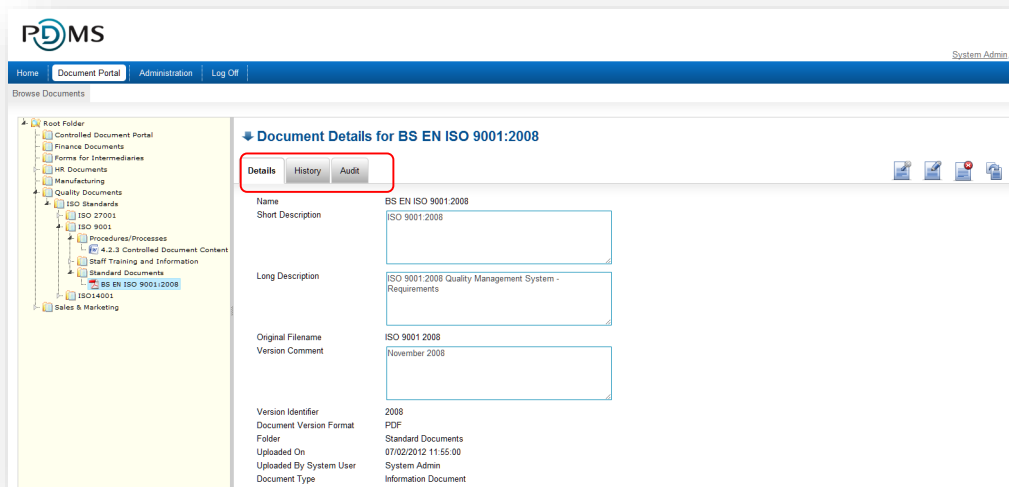 PDMS
System Admin
Home Document Portal Administration Log Off
Browse Documents
Root Folder
Controlled Document Portal
Finance Documents
Forms for Intermediaries
HR Documents
Manufacturing
Quality Documents
ISO Standards
ISO 27001
ISO 9001
Procedures/Processes
4.2.3 Controlled Document Content
Staff Training and Information
Standard Documents
BS EN ISO 9001:2008
ISO14001
Sales & Marketing
Document Details for BS EN ISO 9001:2008
Details History Audit
Name BS EN ISO 9001:2008
Short Description ISO 9001:2008
Long Description ISO 9001:2008 Quality Management System -
Requirements
Original Filename ISO 9001 2008
Version Comment November 2008
Version Identifier 2008
Document Version Format PDF
Folder Standard Documents
Uploaded On 07/02/2012 11:55:00
Uploaded By System User System Admin
Document Type Information Document